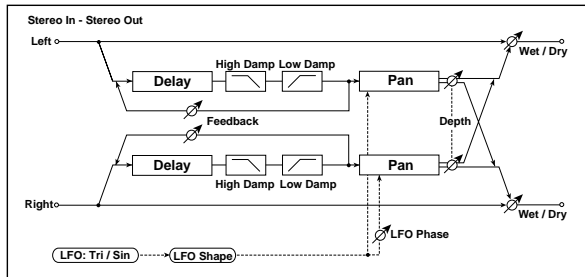 Stereo In - Stereo Out
Left
Wet / Dry
High Damp Low Damp
Delay
Pan
Feedback
Depth
Delay
Pan
High Damp Low Damp
Right
Wet / Dry
LFO Phase
LFO: Tri / Sin
LFO Shape